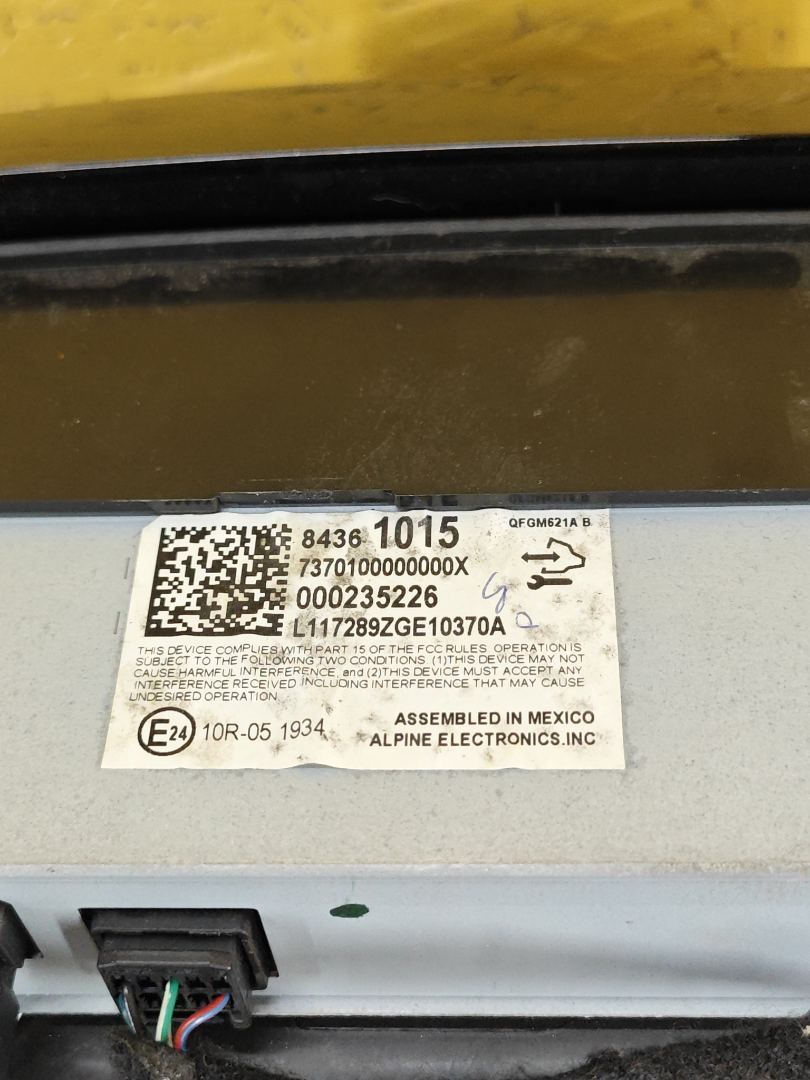 8436 1015
QFGM621A B
7370100000000X
000235226
L117289ZGE10370A
THIS DEVICE COMPLIES WITH PART 15 OF THE FCC RULES OPERATION IS
SUBJECT TO THE FOLLOWING TWO CONDITIONS (1)THIS DEVICE MAY NOT
CAUSE HARMFUL INTERFERENCE, and (2)THIS DEVICE MUST ACCEPT ANY
INTERFERENCE RECEIVED INCLUDING INTERFERENCE THAT MAY CAUSE
UNDESIRED OPERATION
E24 10R-05 1934
ASSEMBLED IN MEXICO
ALPINE ELECTRONICS.INC